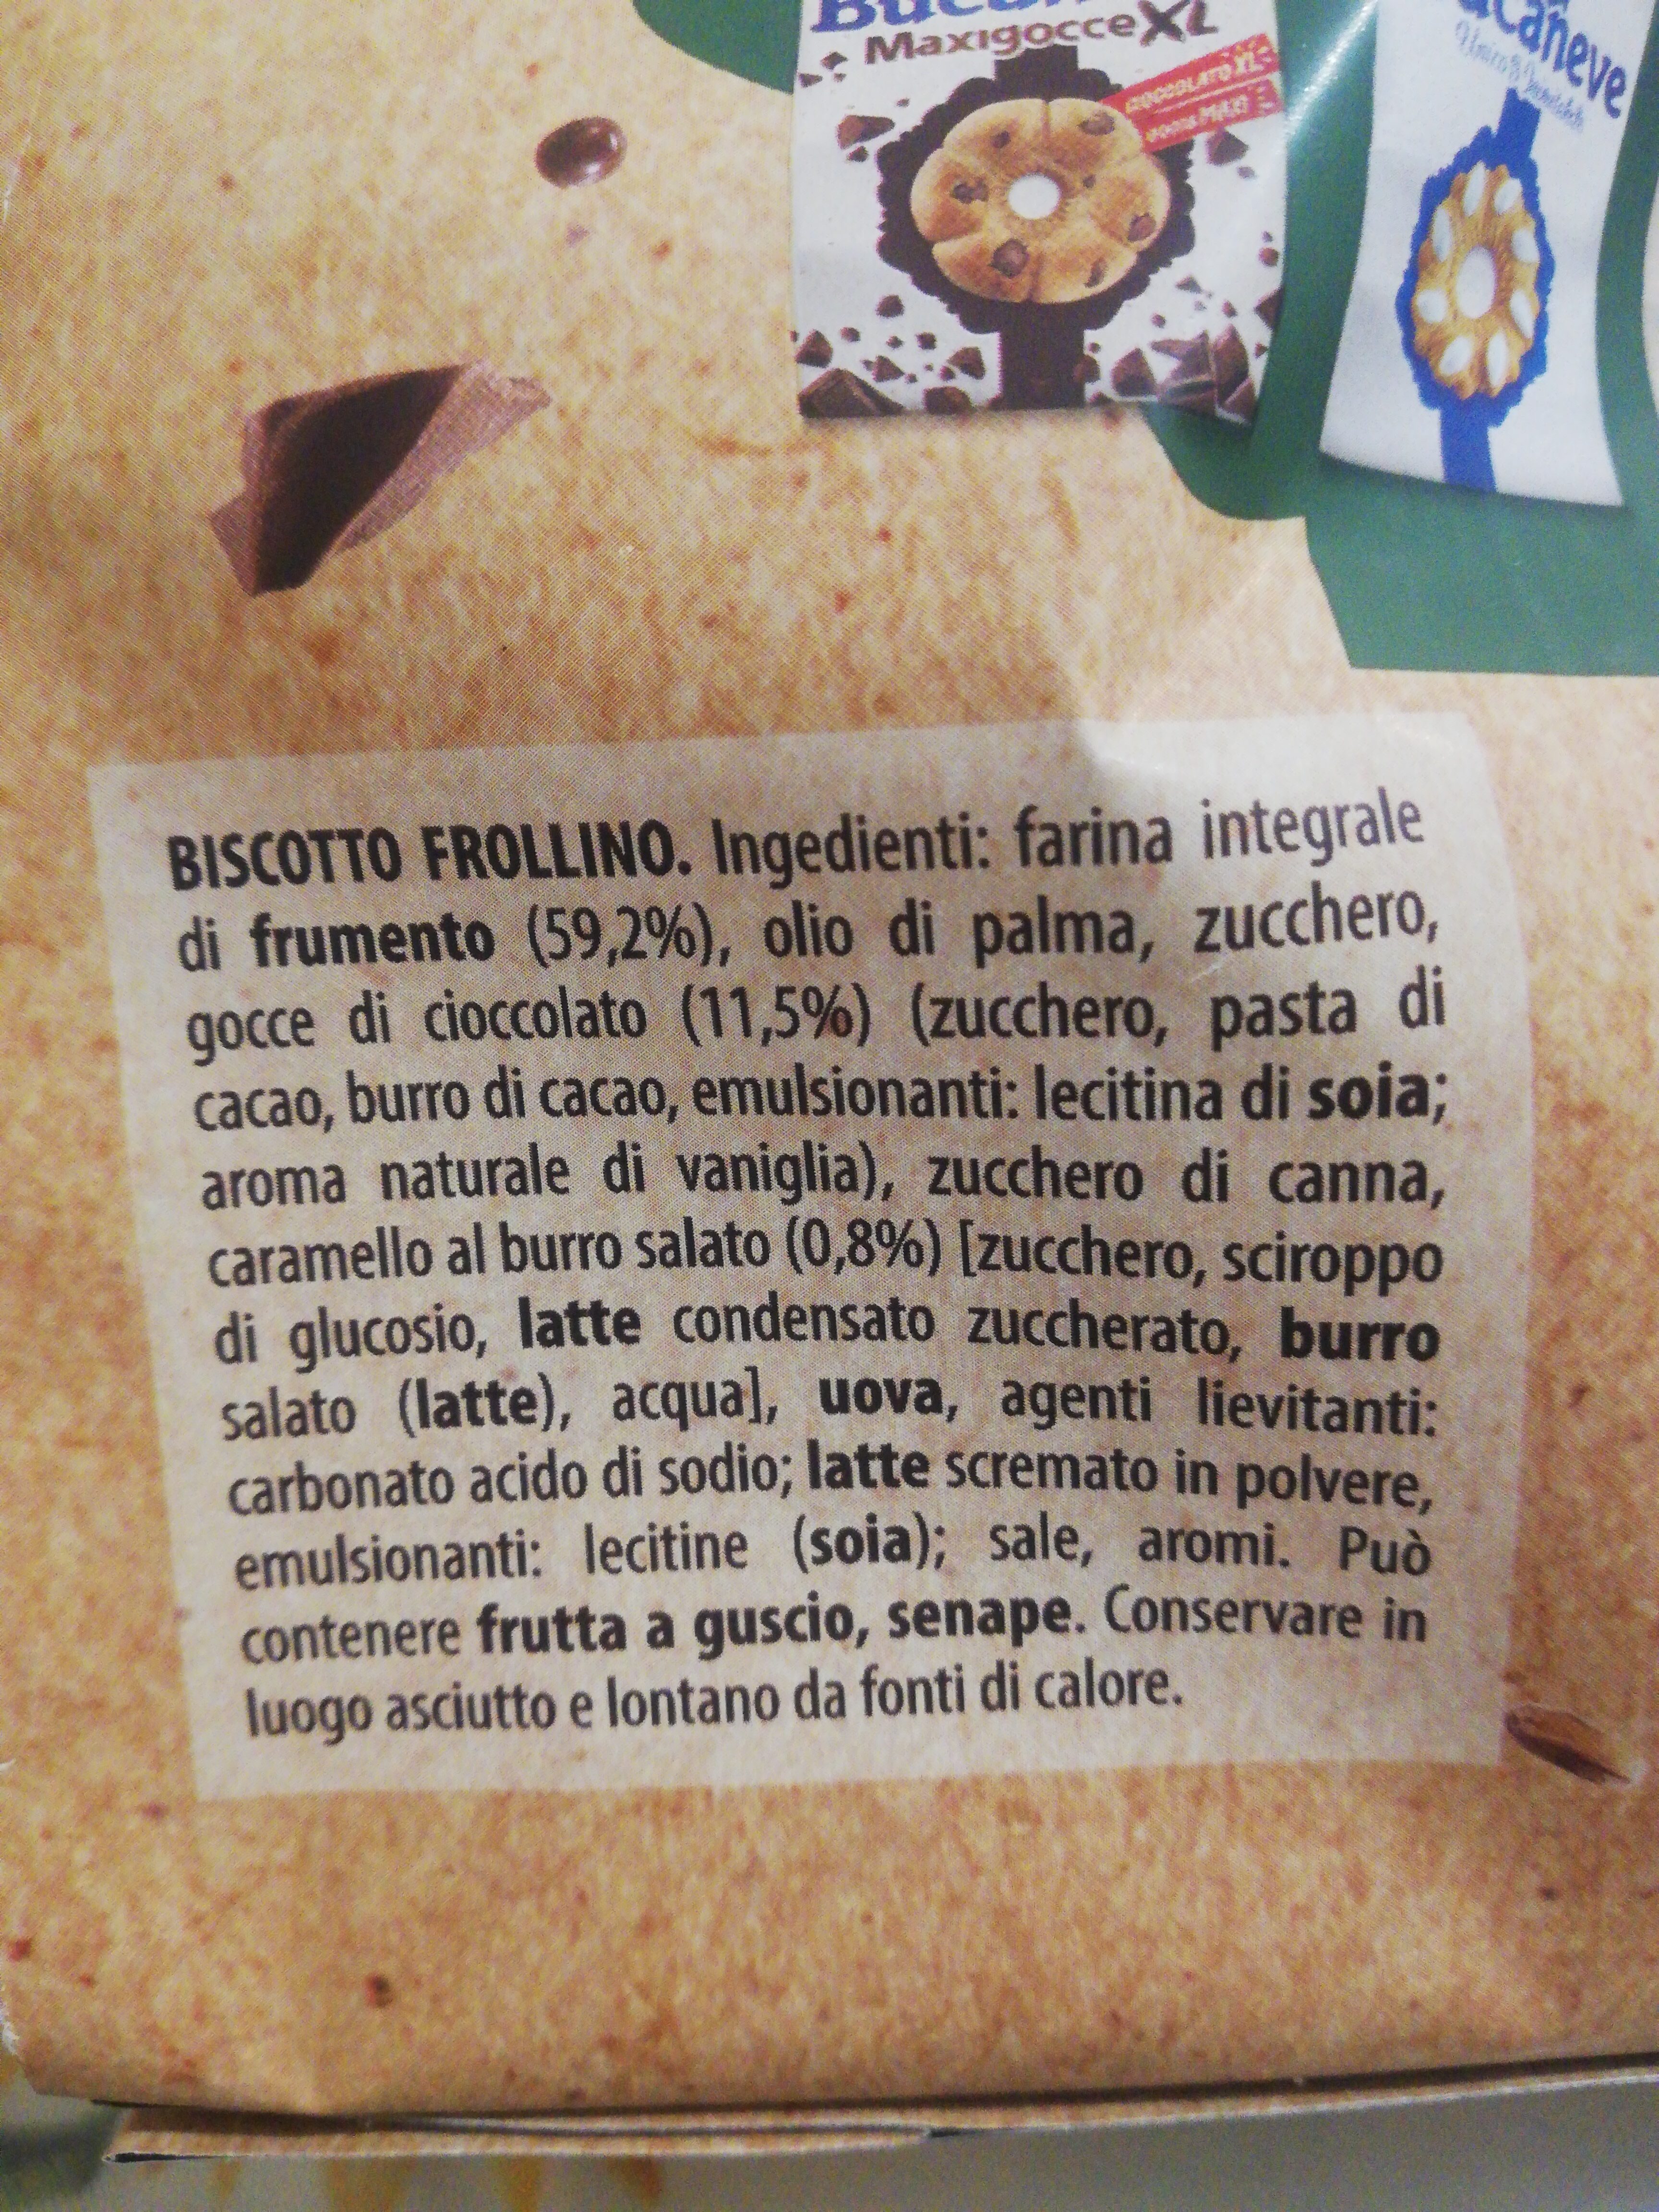 Maxigocce XL
CIOCCOLATO XL
BISCOTTO FROLLINO. Ingedienti: farina integrale
di frumento (59,2%), olio di palma, zucchero,
gocce di cioccolato (11,5%) (zucchero, pasta di
cacao, burro di cacao, emulsionanti: lecitina di soia;
aroma naturale di vaniglia), zucchero di canna,
caramello al burro salato (0,8%) [zucchero, sciroppo
di glucosio, latte condensato zuccherato, burro
salato (latte), acqua], uova, agenti lievitanti:
carbonato acido di sodio; latte scremato in polvere,
emulsionanti: lecitine (soia); sale, aromi. Può
contenere frutta a guscio, senape. Conservare in
luogo asciutto e lontano da fonti di calore.